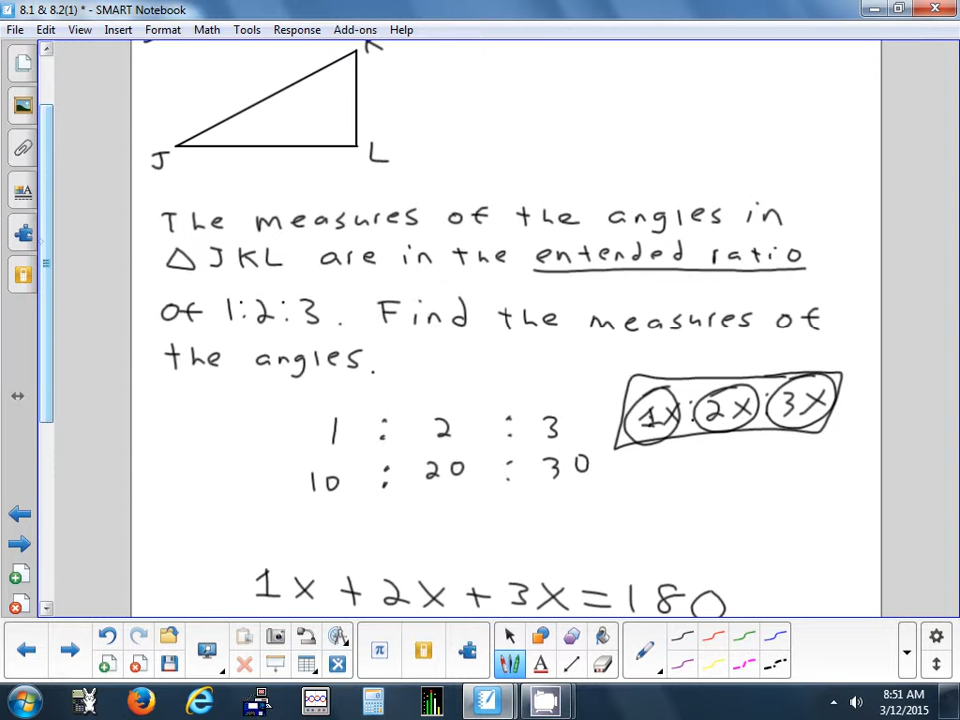 8.1 & 8.2(1) * - SMART Notebook
File Edit View Insert Format Math Tools Response Add-ons Help
K
J
L
The measures of the angles in
△JKL are in the entended ratio
of 1:2:3. Find the measures of
the angles.
1x : 2x : 3x
1 : 2 : 3
10 : 20 : 30
1x + 2x + 3x = 180
8:51 AM
3/12/2015